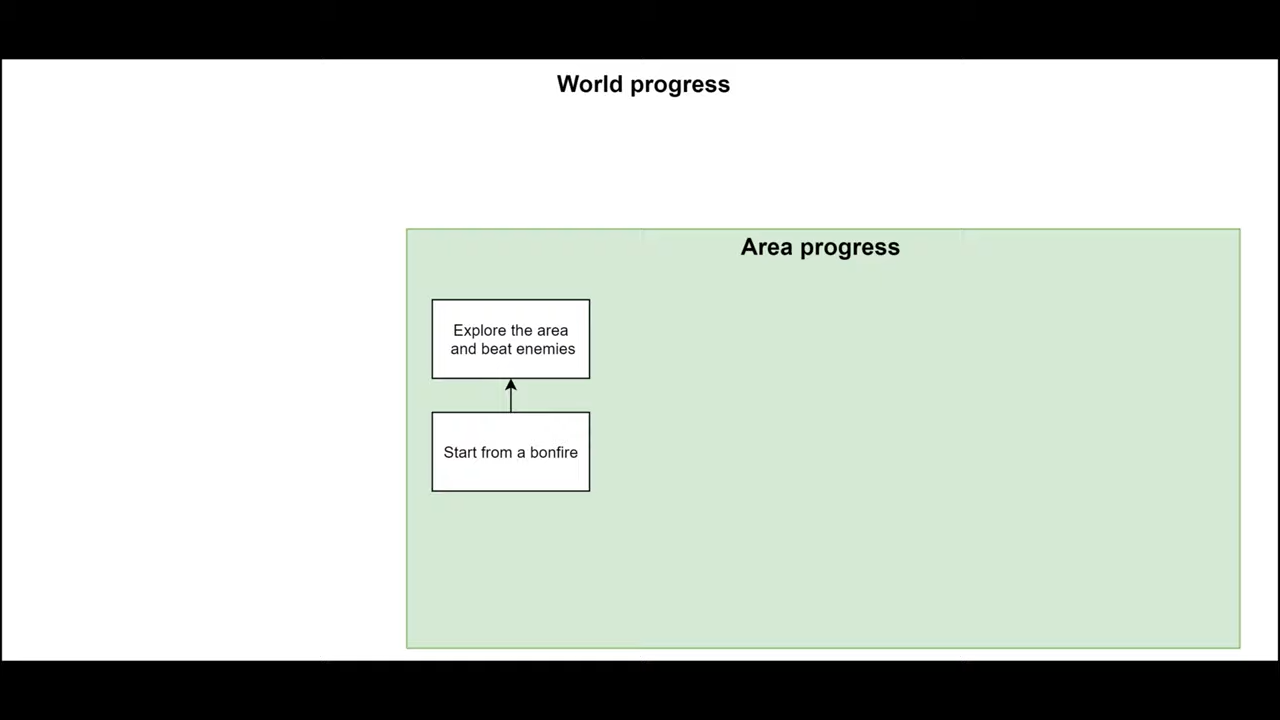 World progress
Area progress
Explore the area
and beat enemies
Start from a bonfire